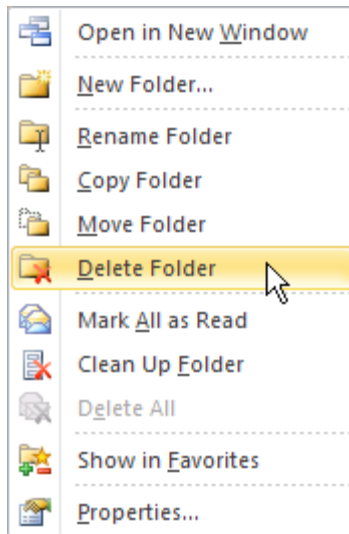 Open in New Window
New Folder...
Rename Folder
Copy Folder
Move Folder
Delete Folder
Mark All as Read
Clean Up Folder
Delete All
Show in Favorites
Properties...